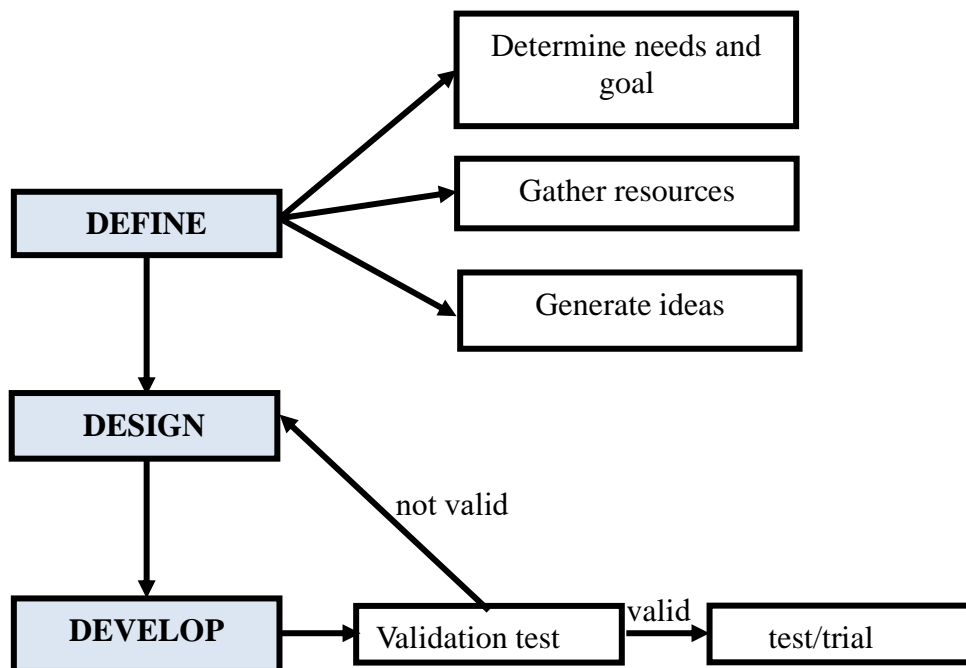 Determine needs and
goal
Gather resources
DEFINE
Generate ideas
DESIGN
not valid
DEVELOP
Validation test
valid
test/trial